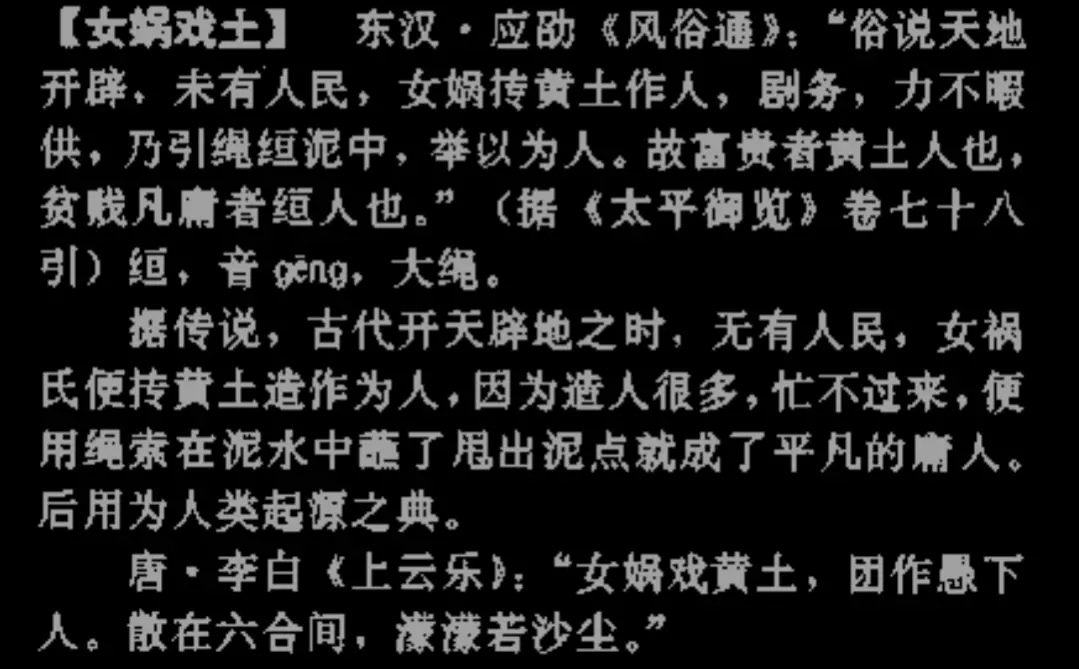 【女娲戏土】 东汉·应劭《风俗通》：“俗说天地
开辟，未有人民，女娲抟黄土作人，剧务，力不暇
供，乃引绳絙泥中，举以为人。故富贵者黄土人也，
贫贱凡庸者絙人也。”（据《太平御览》卷七十八
引）絙，音gēng，大绳。
据传说，古代开天辟地之时，无有人民，女祸
氏便抟黄土造作为人，因为造人很多，忙不过来，便
用绳索在泥水中蘸了甩出泥点就成了平凡的庸人。
后用为人类起源之典。
唐·李白《上云乐》：“女娲戏黄土，团作愚下
人。散在六合间，濛濛若沙尘。”